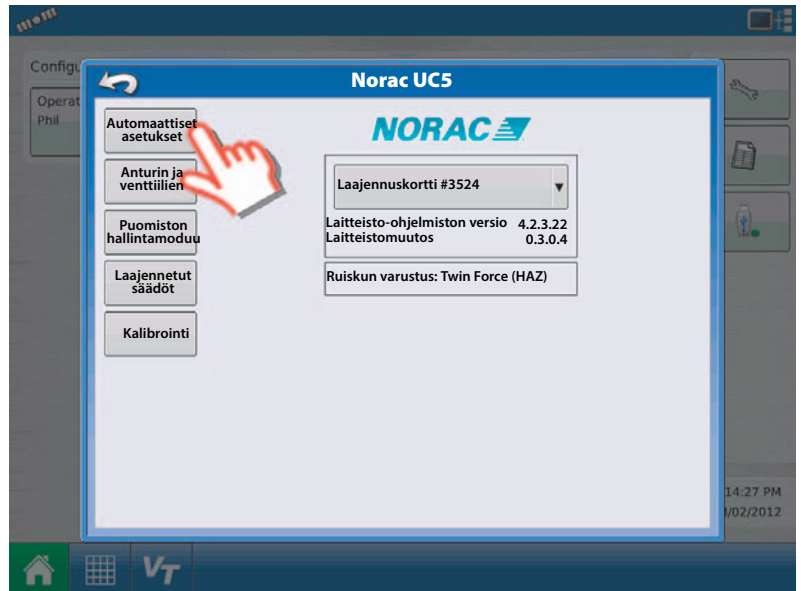 Configu
Operat
Phil
Norac UC5
Automaattiset
asetukset
Anturin ja
venttiilien
Puomiston
hallintamoduu
Laajennetut
säädöt
Kalibrointi
NORAC
Laajennuskortti #3524
Laitteisto-ohjelmiston versio 4.2.3.22
Laitteistomuutos 0.3.0.4
Ruiskun varustus: Twin Force (HAZ)
14:27 PM
/02/2012
VT